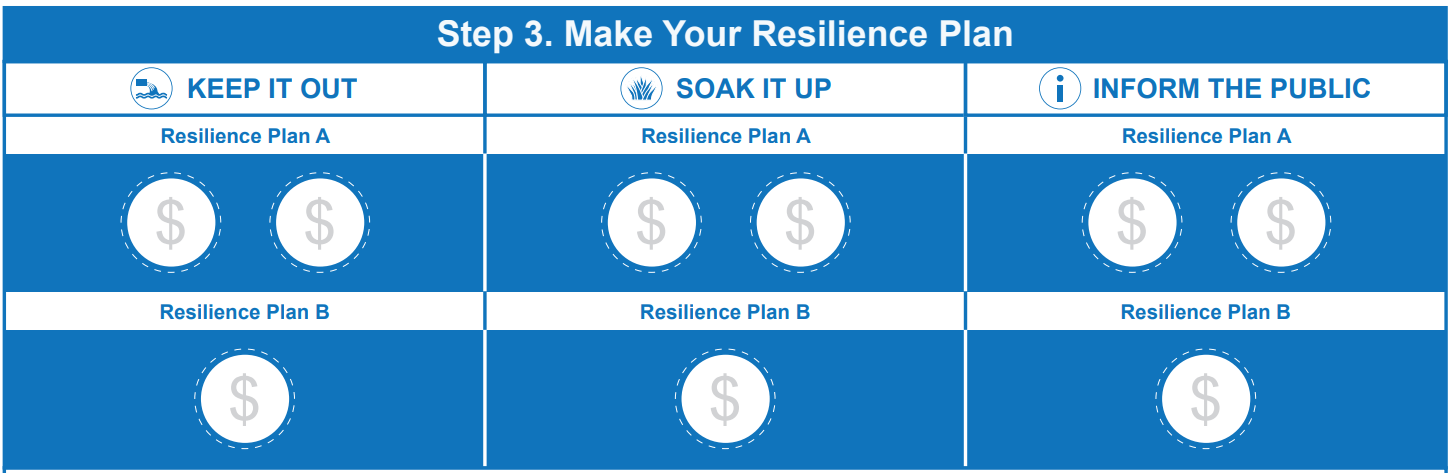 Step 3. Make Your Resilience Plan
KEEP IT OUT
SOAK IT UP
i INFORM THE PUBLIC
Resilience Plan A
Resilience Plan A
Resilience Plan A
$ $
$ $
$ $
Resilience Plan B
Resilience Plan B
Resilience Plan B
$
$
$